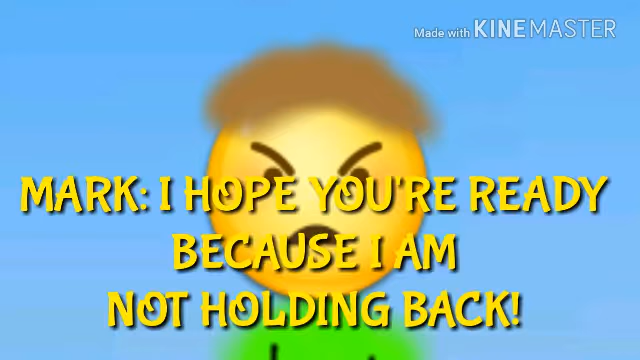 Made with KINEMASTER
MARK: I HOPE YOU'RE READY
BECAUSE I AM
NOT HOLDING BACK!